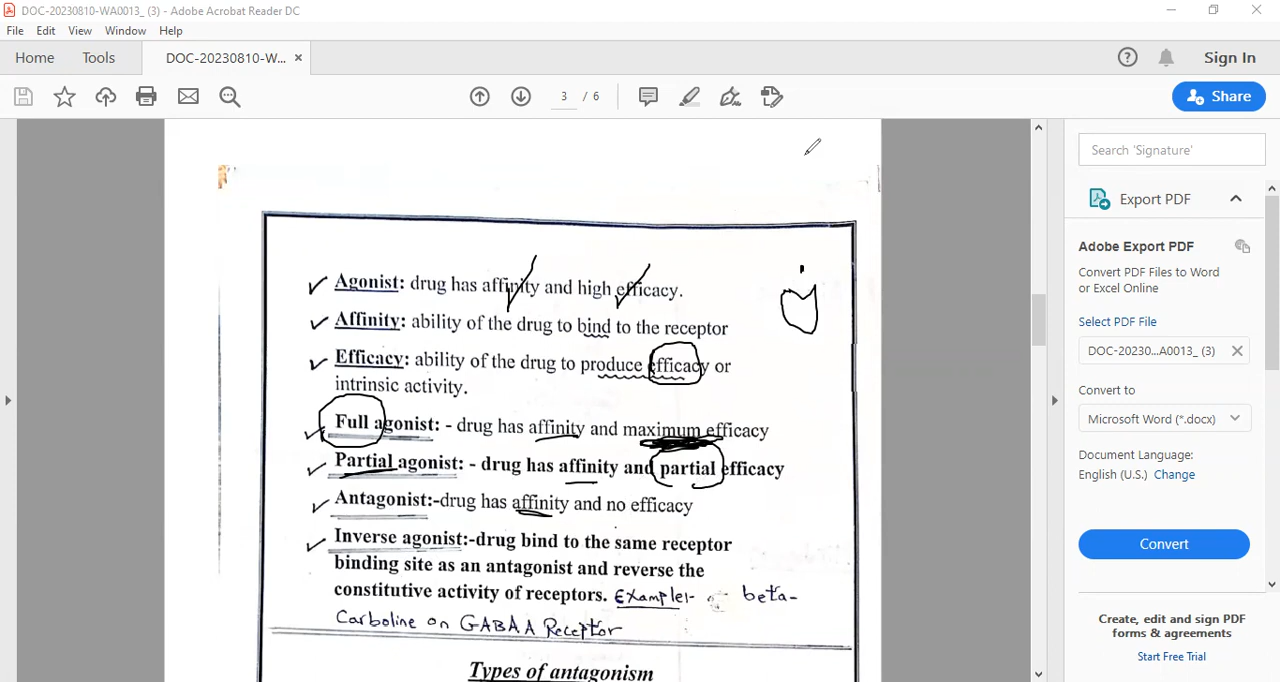 DOC-20230810-WA0013_ (3) - Adobe Acrobat Reader DC
File Edit View Window Help
Home Tools DOC-20230810-W... × Sign In
3 / 6 Share
Search 'Signature'
Export PDF
Adobe Export PDF
Convert PDF Files to Word
or Excel Online
Select PDF File
DOC-20230...A0013_ (3)
Convert to
Microsoft Word (*.docx)
Document Language:
English (U.S.) Change
Convert
Create, edit and sign PDF
forms & agreements
Start Free Trial
Agonist: drug has affinity and high efficacy.
Affinity: ability of the drug to bind to the receptor
Efficacy: ability of the drug to produce efficacy or
intrinsic activity.
Full agonist: - drug has affinity and maximum efficacy
Partial agonist: - drug has affinity and partial efficacy
Antagonist:-drug has affinity and no efficacy
Inverse agonist:-drug bind to the same receptor
binding site as an antagonist and reverse the
constitutive activity of receptors. Example:- beta-
Carboline on GABAA Receptor
Types of antagonism